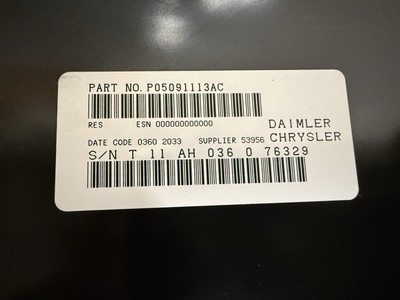 PART NO. P05091113AC
RES ESN 000000000000
DAIMLER
DATE CODE 0360 2033 SUPPLIER 53956 CHRYSLER
S/N T 11 AH 036 0 76329